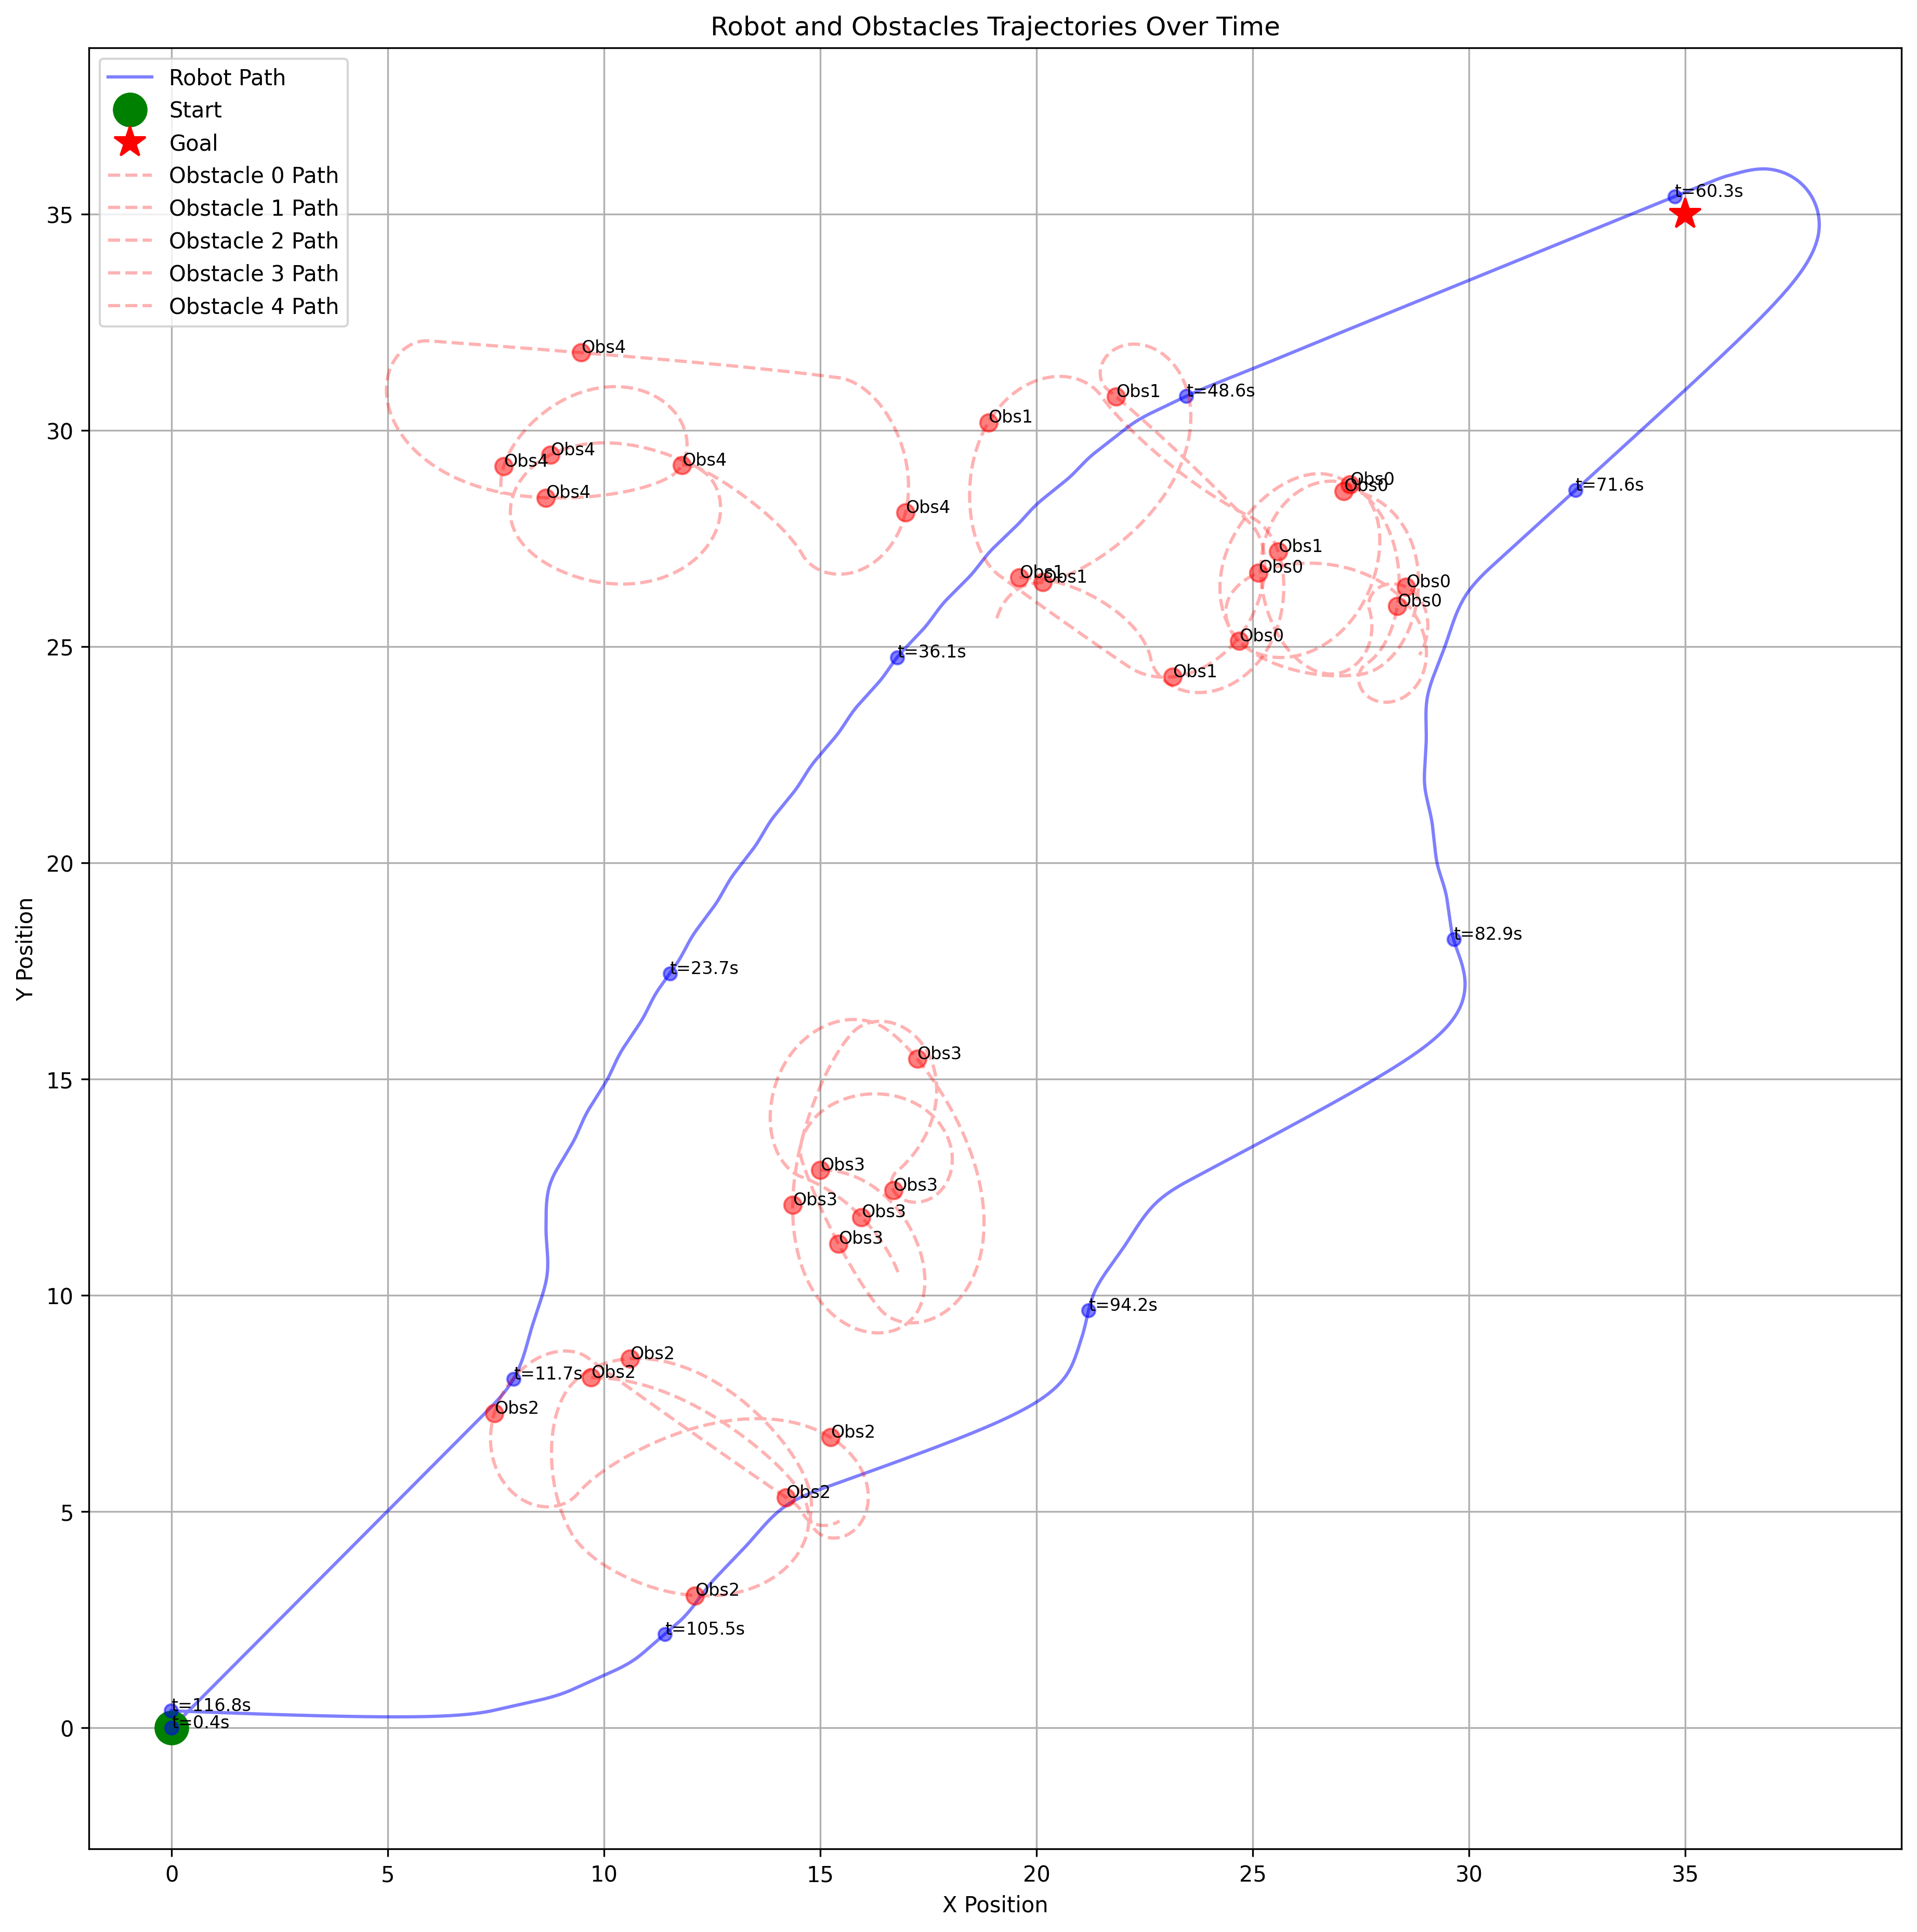 Robot and Obstacles Trajectories Over Time
Robot Path
Start
Goal
Obstacle 0 Path
Obstacle 1 Path
Obstacle 2 Path
Obstacle 3 Path
Obstacle 4 Path
35
30
25
20
15
10
5
0
Y Position
t=60.3s
Obs4
t=48.6s
Obs1
Obs1
Obs4
Obs4
Obs4
Obs4
Obs4
Obs0
Obs0
t=71.6s
Obs1
Obs0
Obs1
Obs1
Obs0
Obs0
Obs0
Obs1
t=36.1s
t=82.9s
t=23.7s
Obs3
Obs3
Obs3
Obs3
Obs3
Obs3
t=94.2s
Obs2
t=11.7s
Obs2
Obs2
Obs2
Obs2
Obs2
t=105.5s
t=116.8s
t=0.4s
0
5
10
15
20
25
30
35
X Position